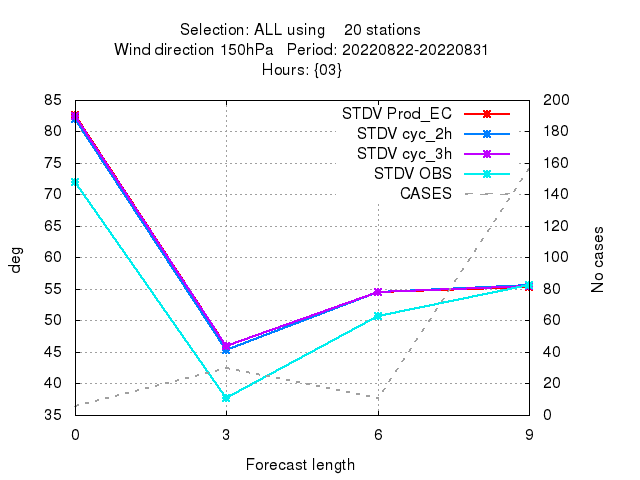 Selection: ALL using    20 stations
Wind direction 150hPa   Period: 20220822-20220831
Hours: {03}
STDV Prod_EC
STDV cyc_2h
STDV cyc_3h
STDV OBS
CASES
85
80
75
70
65
60
55
50
45
40
35
200
180
160
140
120
100
80
60
40
20
0
deg
No cases
0 3 6 9
Forecast length